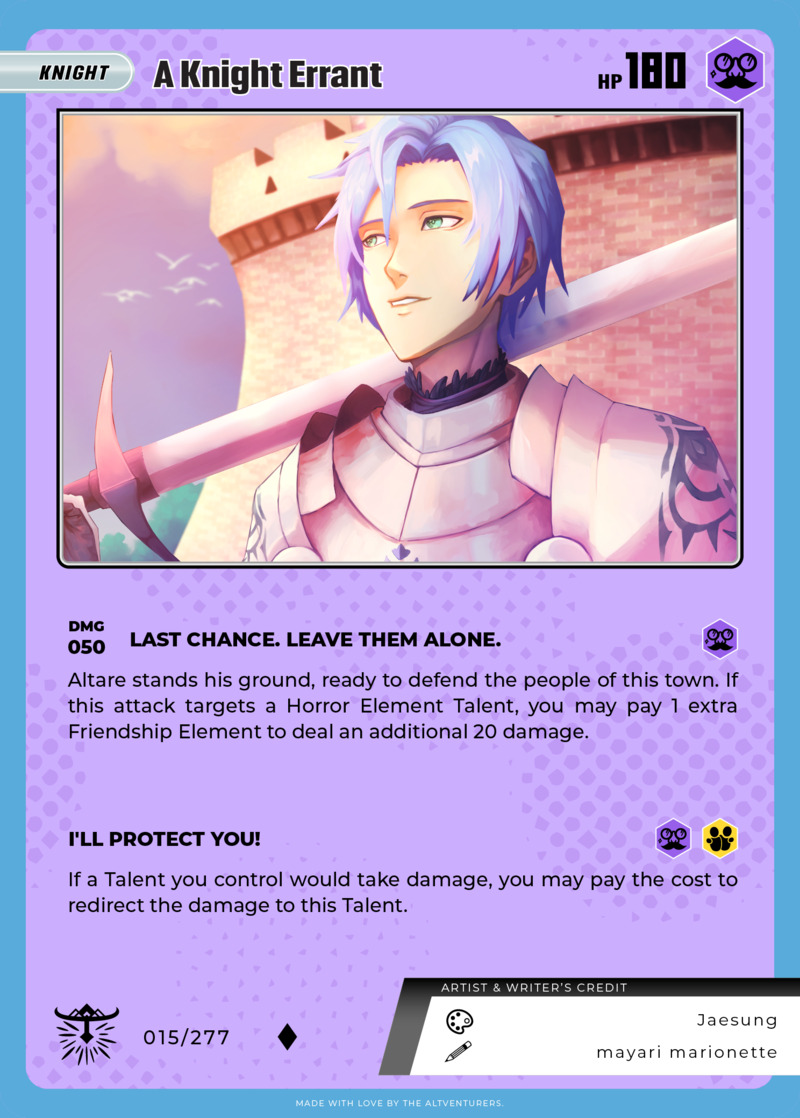 KNIGHT
A Knight Errant
HP 180
DMG
050
LAST CHANCE. LEAVE THEM ALONE.
Altare stands his ground, ready to defend the people of this town. If
this attack targets a Horror Element Talent, you may pay 1 extra
Friendship Element to deal an additional 20 damage.
I'LL PROTECT YOU!
If a Talent you control would take damage, you may pay the cost to
redirect the damage to this Talent.
ARTIST & WRITER'S CREDIT
Jaesung
mayari marionette
015/277
MADE WITH LOVE BY THE ALTVENTURERS.